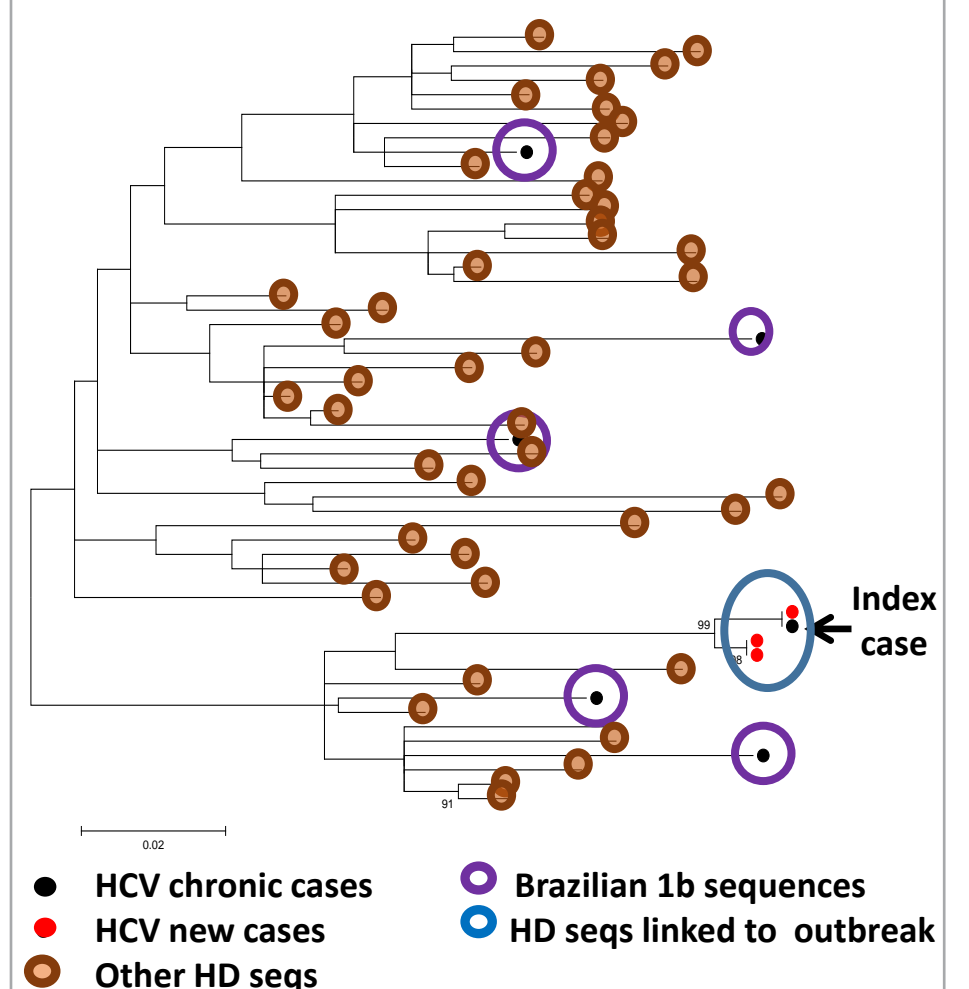 Index
case
99
98
91
0.02
HCV chronic cases
Brazilian 1b sequences
HCV new cases
HD seqs linked to outbreak
Other HD seqs